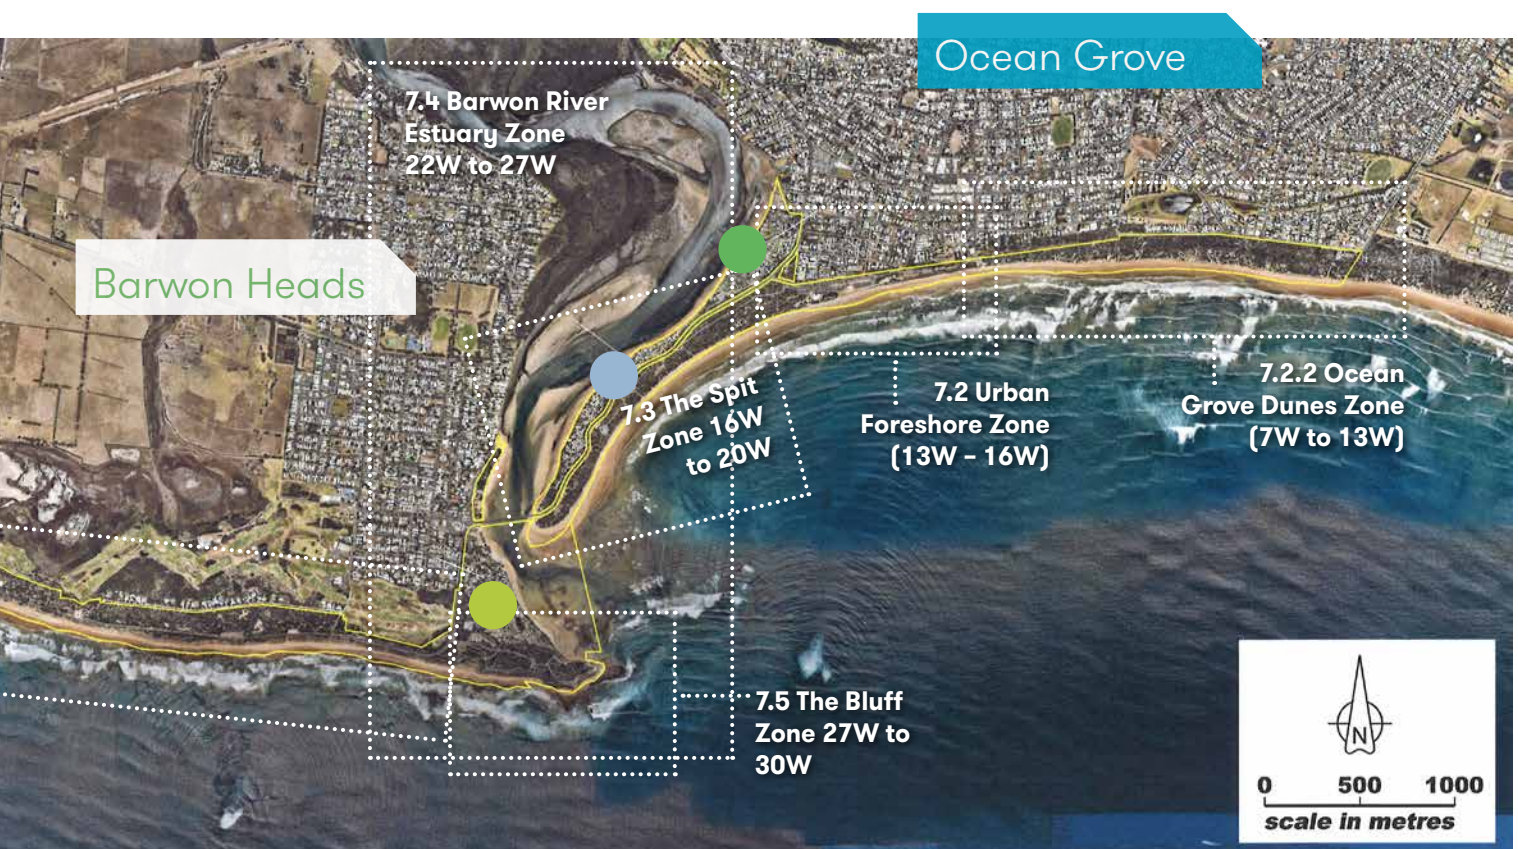 Ocean Grove
7.4 Barwon River
Estuary Zone
22W to 27W
Barwon Heads
7.3 The Spit
Zone 16W
to 20W
7.2 Urban
Foreshore Zone
(13W – 16W)
7.2.2 Ocean
Grove Dunes Zone
(7W to 13W)
7.5 The Bluff
Zone 27W to
30W
N
0 500 1000
scale in metres